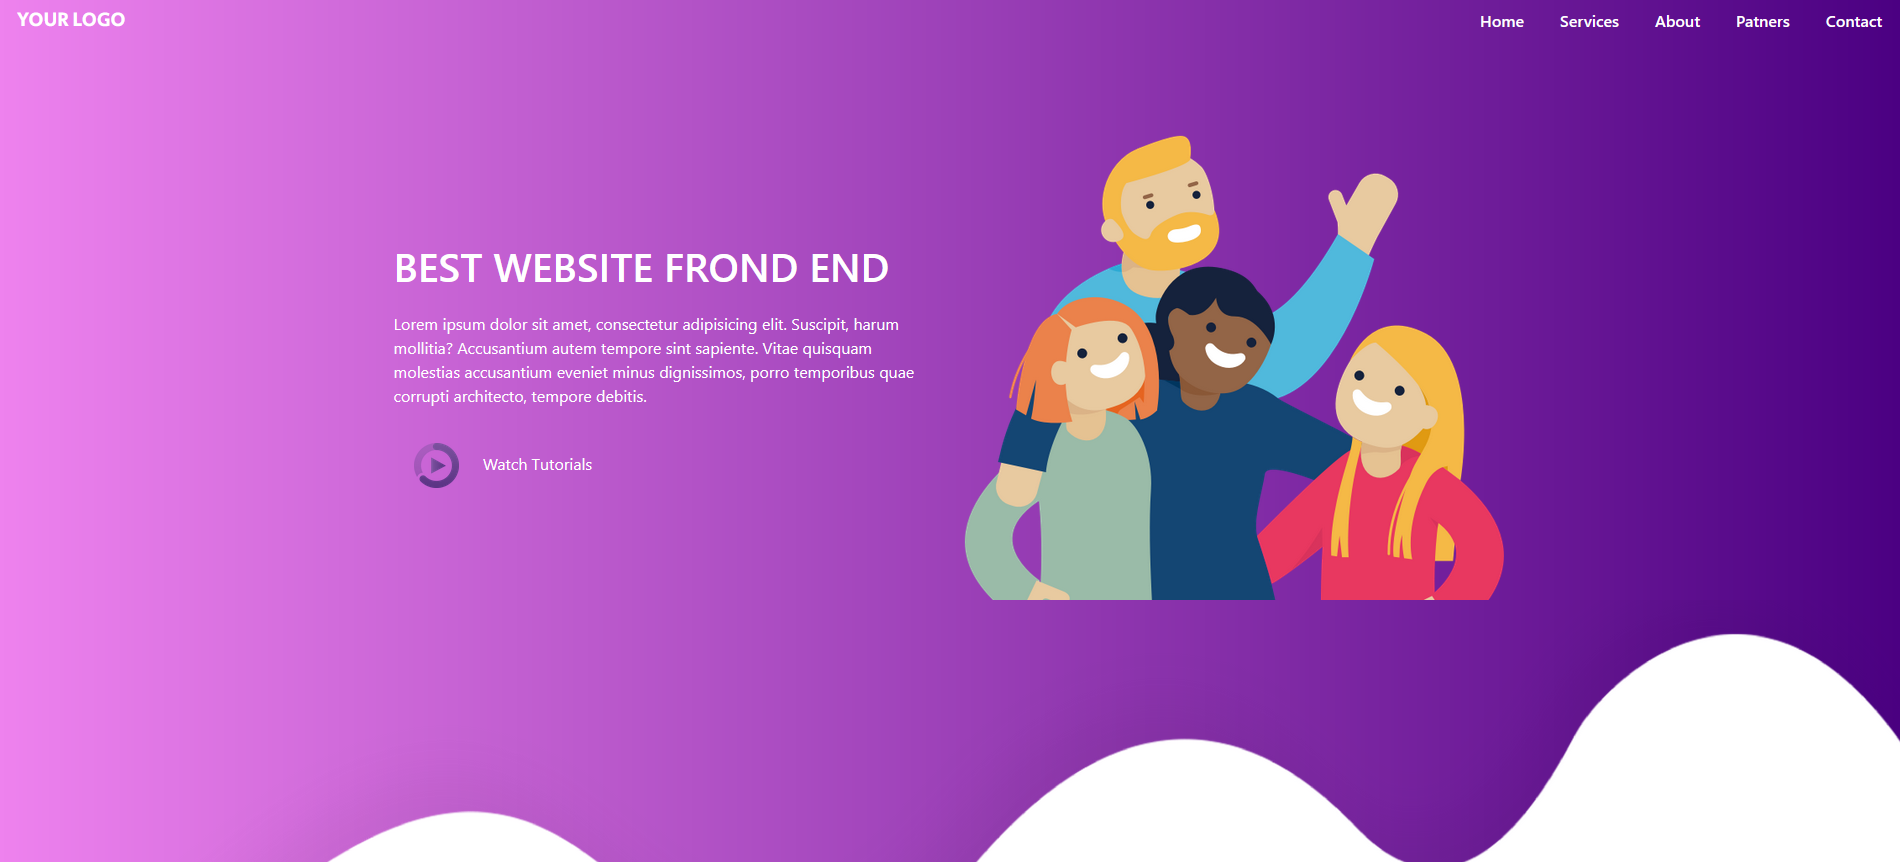 YOUR LOGO
Home Services About Patners Contact
BEST WEBSITE FROND END
Lorem ipsum dolor sit amet, consectetur adipisicing elit. Suscipit, harum
mollitia? Accusantium autem tempore sint sapiente. Vitae quisquam
molestias accusantium eveniet minus dignissimos, porro temporibus quae
corrupti architecto, tempore debitis.
Watch Tutorials